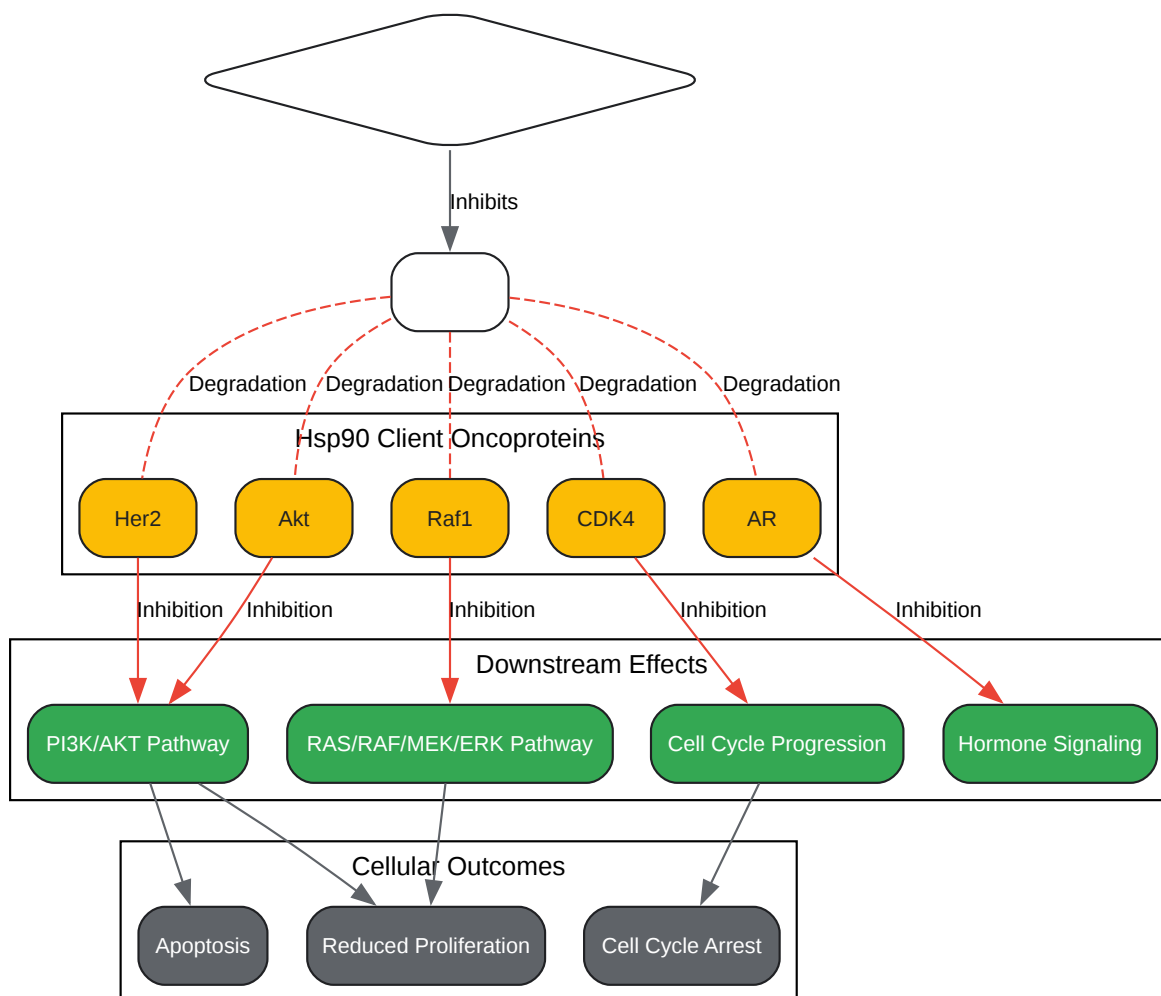 Inhibits
Degradation Degradation Degradation Degradation Degradation
Hsp90 Client Oncoproteins
Her2 Akt Raf1 CDK4 AR
Inhibition Inhibition Inhibition Inhibition Inhibition
Downstream Effects
PI3K/AKT Pathway RAS/RAF/MEK/ERK Pathway Cell Cycle Progression Hormone Signaling
Cellular Outcomes
Apoptosis Reduced Proliferation Cell Cycle Arrest